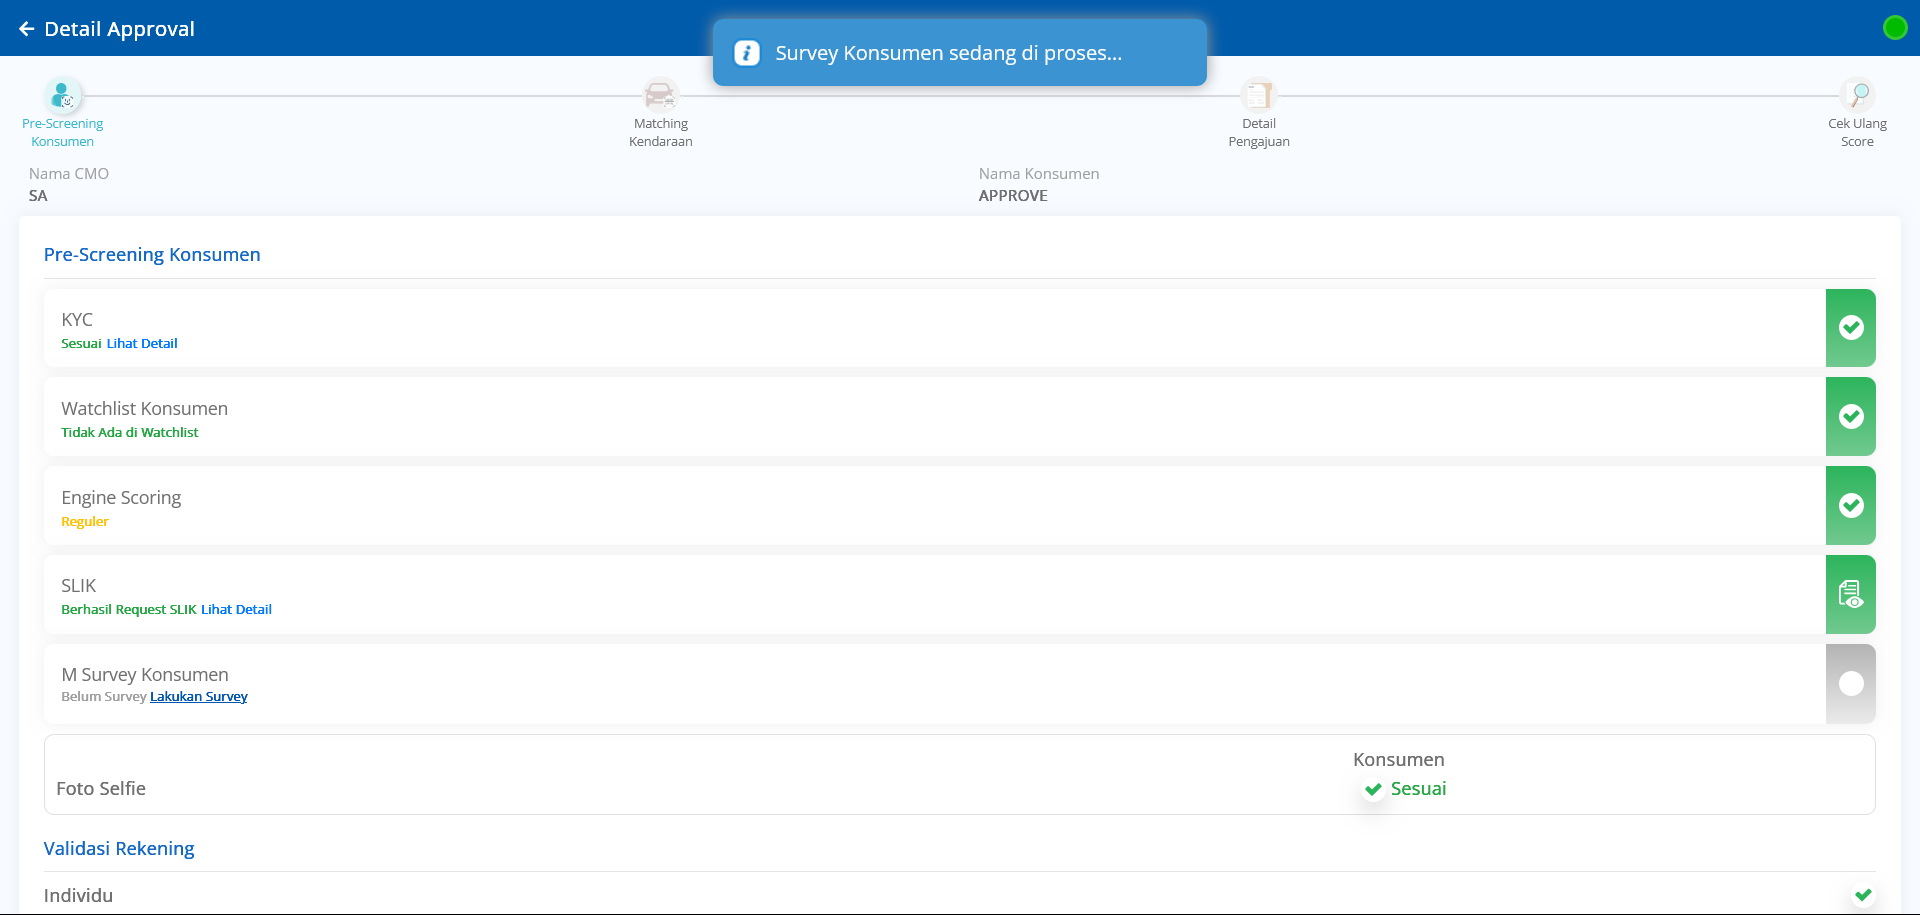 Detail Approval
Survey Konsumen sedang di proses...
Pre-Screening
Konsumen
Matching
Kendaraan
Detail
Pengajuan
Cek Ulang
Score
Nama CMO
SA
Nama Konsumen
APPROVE
Pre-Screening Konsumen
KYC
Sesuai Lihat Detail
Watchlist Konsumen
Tidak Ada di Watchlist
Engine Scoring
Reguler
SLIK
Berhasil Request SLIK Lihat Detail
M Survey Konsumen
Belum Survey Lakukan Survey
Konsumen
Foto Selfie
Sesuai
Validasi Rekening
Individu